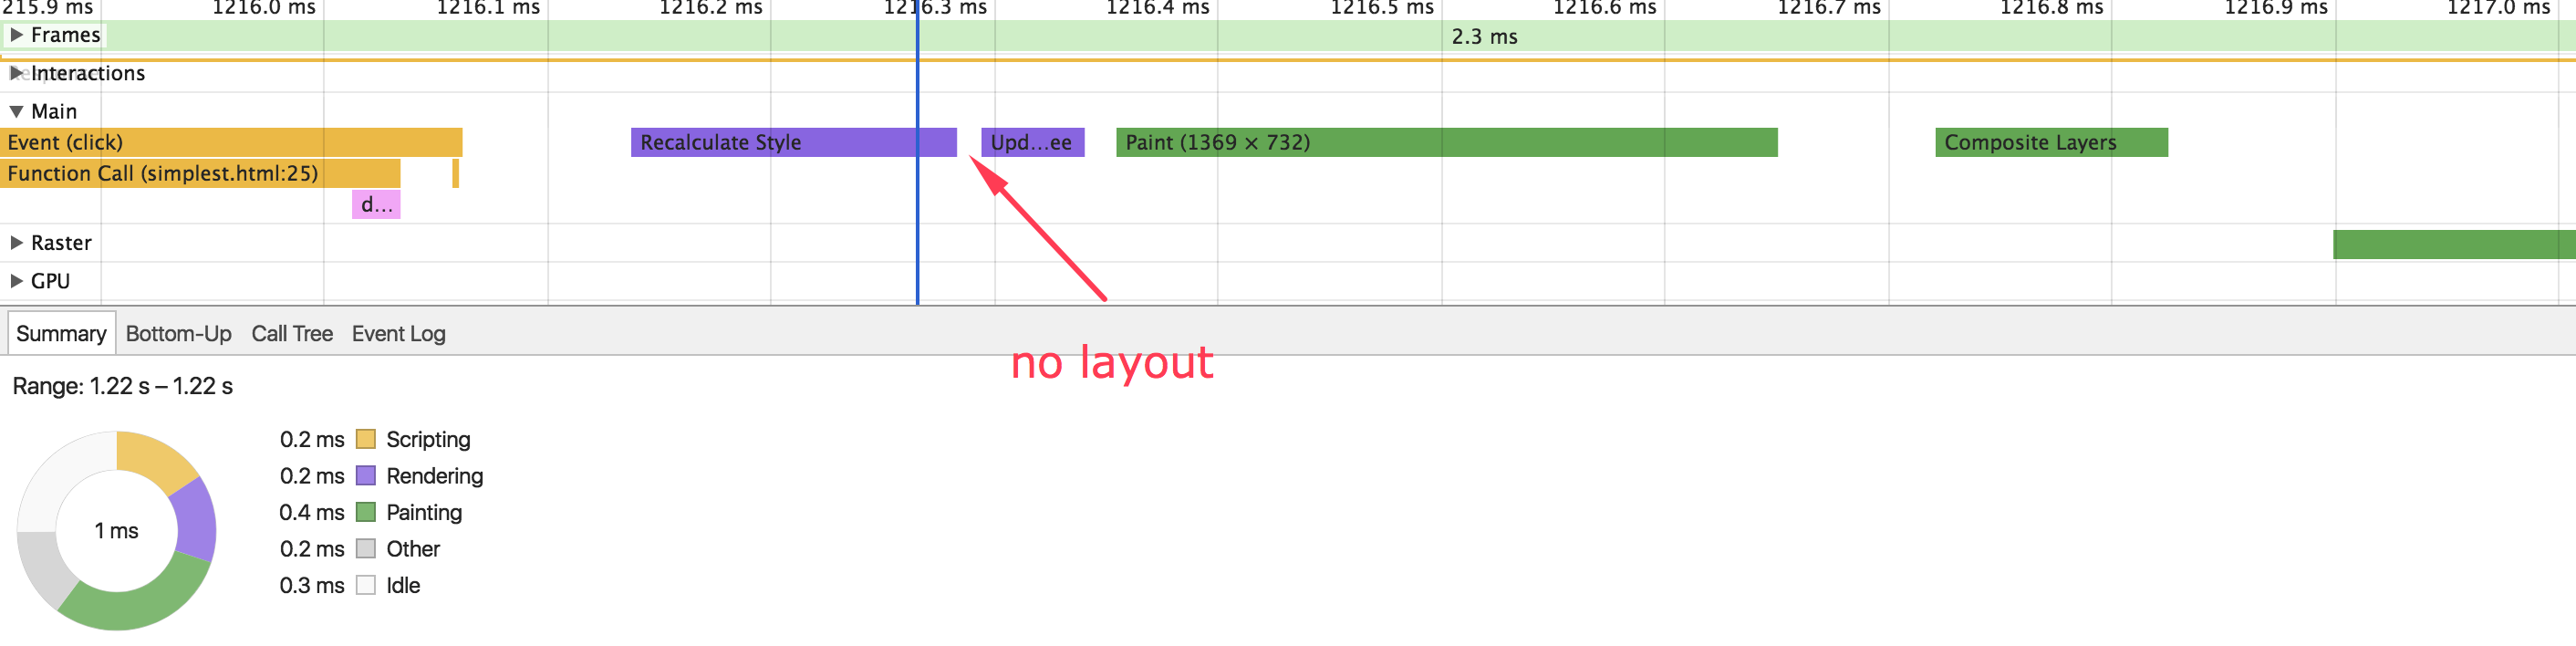 215.9 ms 1216.0 ms 1216.1 ms 1216.2 ms 1216.3 ms 1216.4 ms 1216.5 ms 1216.6 ms 1216.7 ms 1216.8 ms 1216.9 ms 1217.0 ms
Frames 2.3 ms
Interactions
Main
Event (click) Recalculate Style Upd...ee Paint (1369 × 732) Composite Layers
Function Call (simplest.html:25)
d...
Raster
GPU
Summary Bottom-Up Call Tree Event Log
no layout
Range: 1.22 s – 1.22 s
0.2 ms Scripting
0.2 ms Rendering
0.4 ms Painting
1 ms
0.2 ms Other
0.3 ms Idle